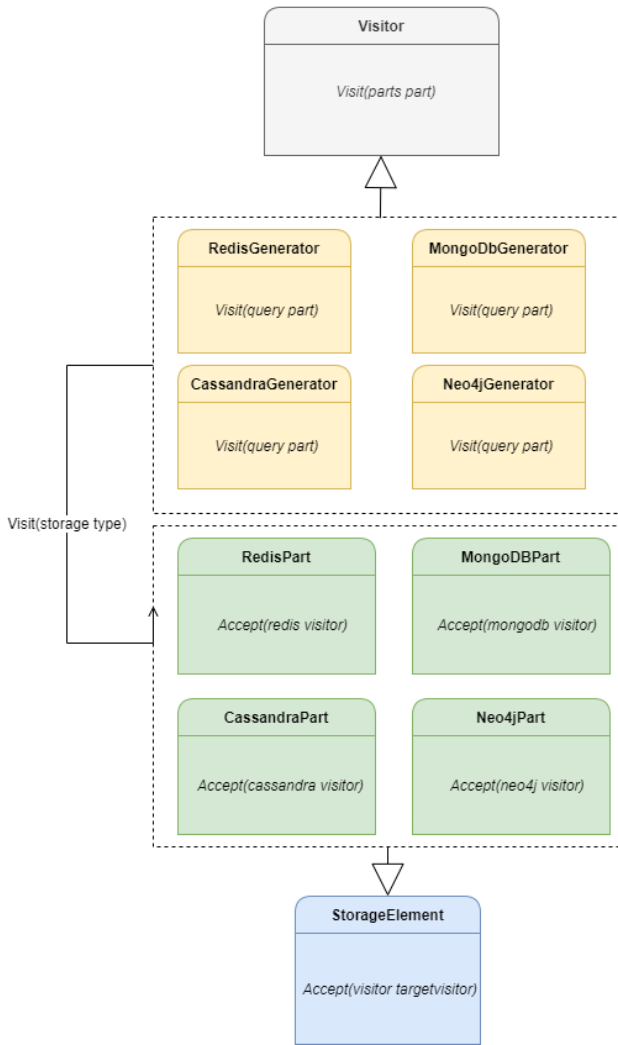 Visitor
Visit(parts part)
RedisGenerator
MongoDbGenerator
Visit(query part)
Visit(query part)
CassandraGenerator
Neo4jGenerator
Visit(query part)
Visit(query part)
Visit(storage type)
RedisPart
MongoDBPart
Accept(redis visitor)
Accept(mongodb visitor)
CassandraPart
Neo4jPart
Accept(cassandra visitor)
Accept(neo4j visitor)
StorageElement
Accept(visitor targetvisitor)